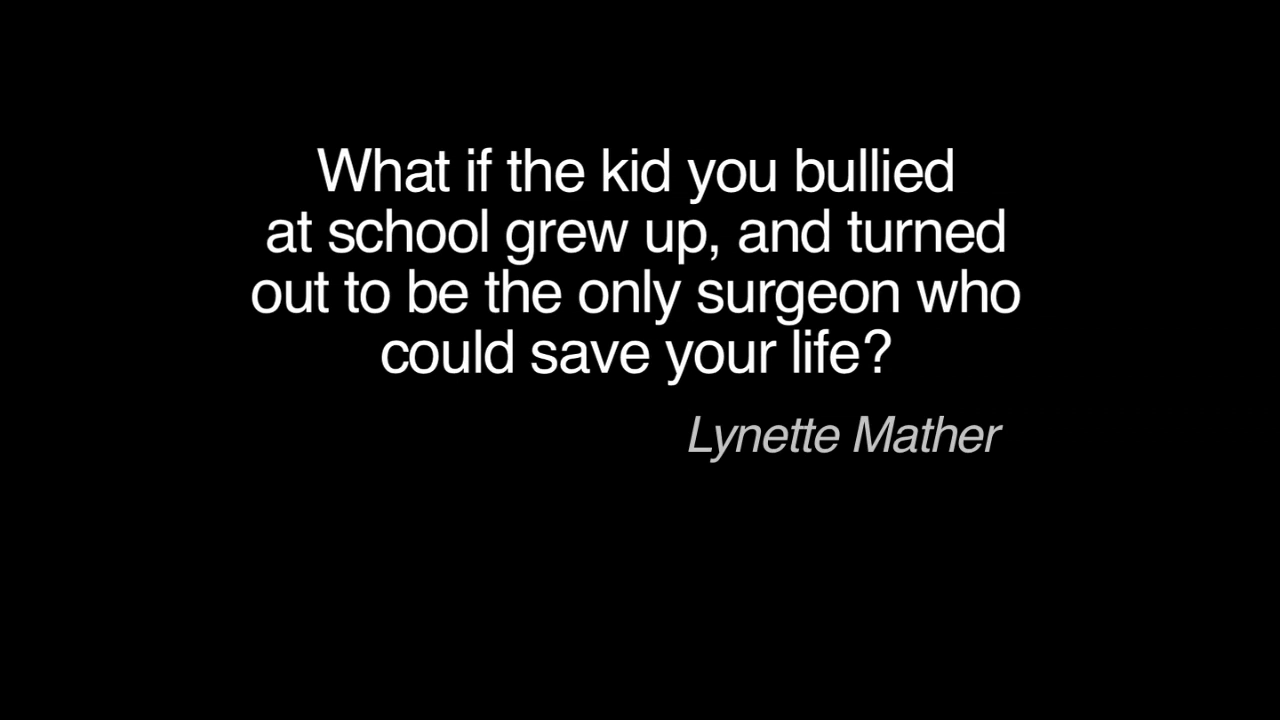 What if the kid you bullied
at school grew up, and turned
out to be the only surgeon who
could save your life?
Lynette Mather